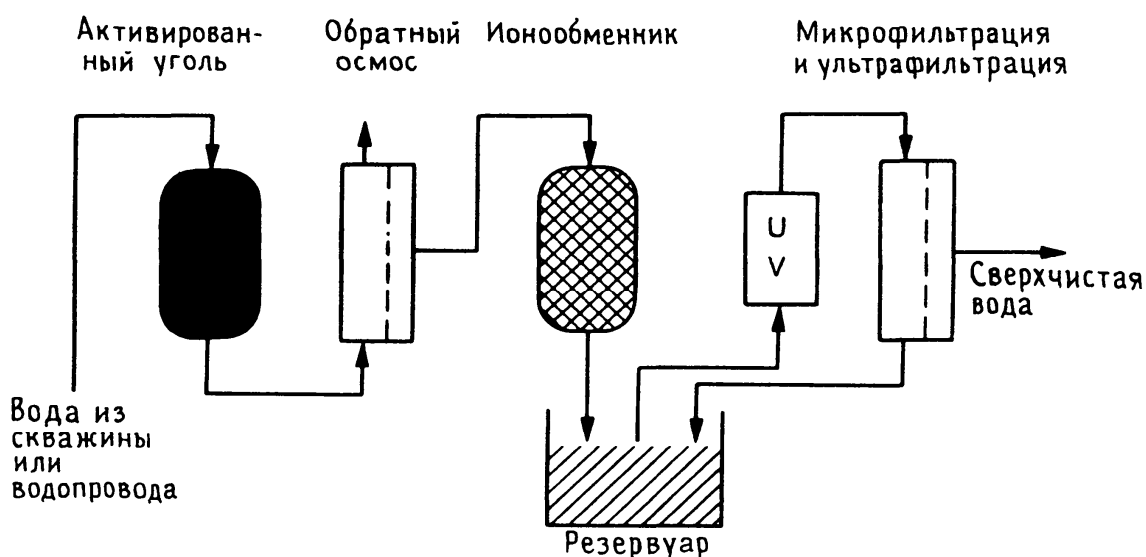 Активирован-
ный уголь
Обратный
осмос
Ионообменник
Микрофильтрация
и ультрафильтрация
U
V
Сверхчистая
вода
Вода из
скважины
или
водопровода
Резервуар